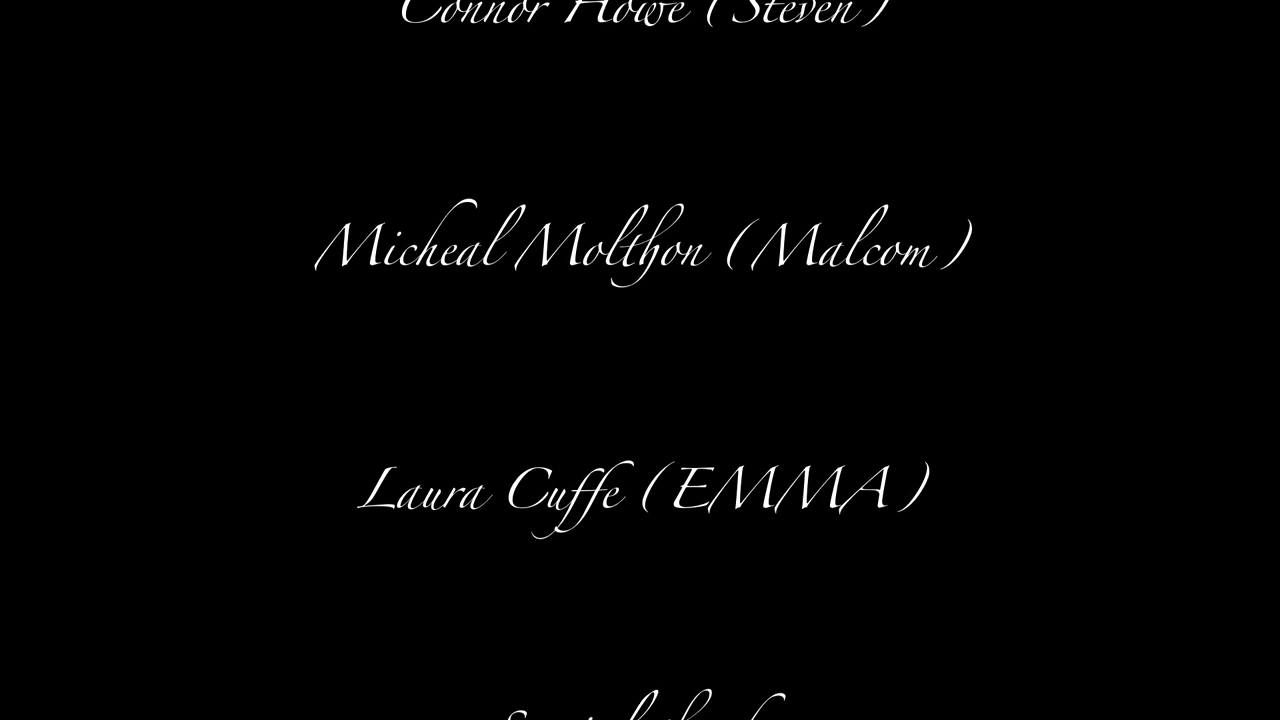 Connor Howe (Steven)
Micheal Molthon (Malcom)
Laura Cuffe (EMMA)